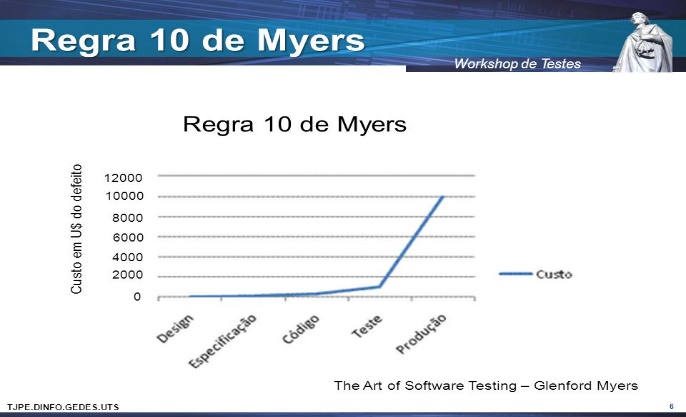 Regra 10 de Myers
Workshop de Testes
Regra 10 de Myers
Custo em U$ do defeito
12000
10000
8000
6000
4000
2000
0
Design
Especificação
Código
Teste
Produção
Custo
The Art of Software Testing – Glenford Myers
TJPE.DINFO.GEDES.UTS
6